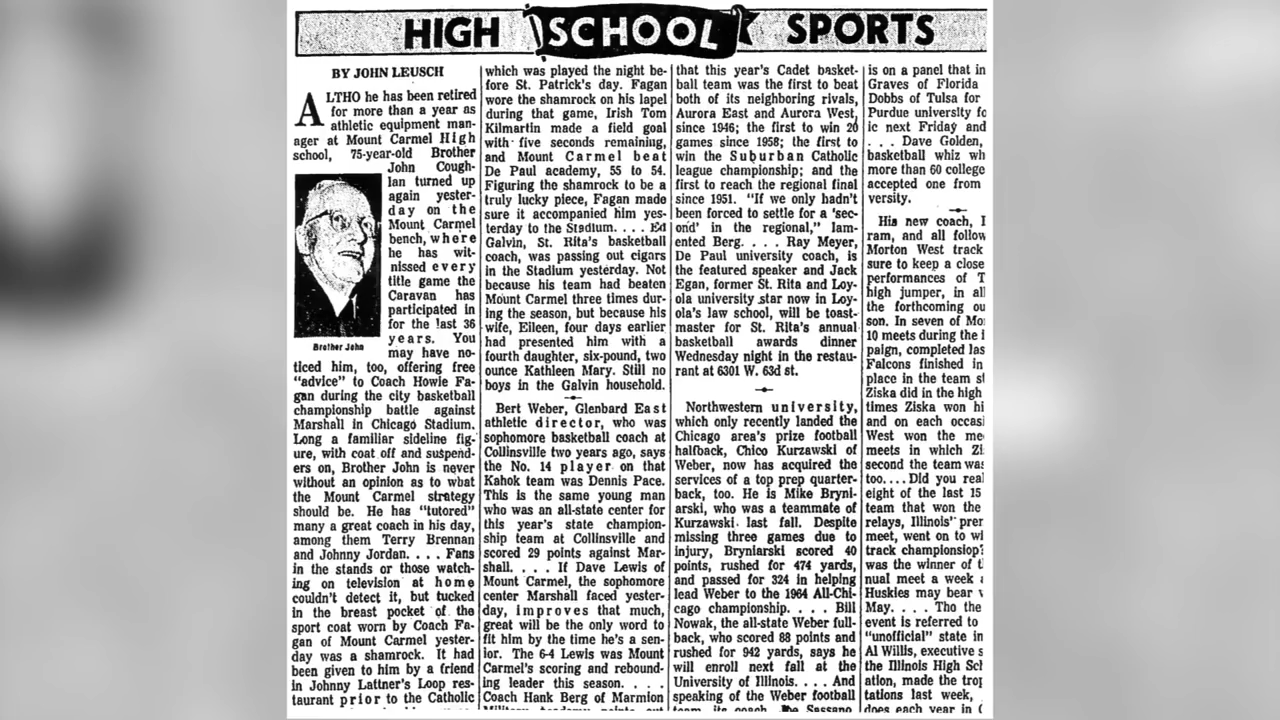 HIGH SCHOOL SPORTS
BY JOHN LEUSCH
ALTHO he has been retired
for more than a year as
athletic equipment man-
ager at Mount Carmel High
school, 75-year-old Brother
John Cough-
lan turned up
again yester-
day on the
Mount Carmel
bench, where
he has wit-
nissed every
title game the
Caravan has
participated in
for the last 36
years. You
may have no-
Brother John
ticed him, too, offering free
"advice" to Coach Howie Fa-
gan during the city basketball
championship battle against
Marshall in Chicago Stadium.
Long a familiar sideline fig-
ure, with coat off and suspend-
ers on, Brother John is never
without an opinion as to what
the Mount Carmel strategy
should be. He has "tutored"
many a great coach in his day,
among them Terry Brennan
and Johnny Jordan. . . . Fans
in the stands or those watch-
ing on television at home
couldn't detect it, but tucked
in the breast pocket of the
sport coat worn by Coach Fa-
gan of Mount Carmel yester-
day was a shamrock. It had
been given to him by a friend
in Johnny Lattner's Loop res-
taurant prior to the Catholic
which was played the night be-
fore St. Patrick's day. Fagan
wore the shamrock on his lapel
during that game, Irish Tom
Kilmartin made a field goal
with five seconds remaining,
and Mount Carmel beat
De Paul academy, 55 to 54.
Figuring the shamrock to be a
truly lucky piece, Fagan made
sure it accompanied him yes-
terday to the Stadium. . . . Ed
Galvin, St. Rita's basketball
coach, was passing out cigars
in the Stadium yesterday. Not
because his team had beaten
Mount Carmel three times dur-
ing the season, but because his
wife, Eileen, four days earlier
had presented him with a
fourth daughter, six-pound, two
ounce Kathleen Mary. Still no
boys in the Galvin household.
Bert Weber, Glenbard East
athletic director, who was
sophomore basketball coach at
Collinsville two years ago, says
the No. 14 player on that
Kahok team was Dennis Pace.
This is the same young man
who was an all-state center for
this year's state champion-
ship team at Collinsville and
scored 29 points against Mar-
shall. . . . If Dave Lewis of
Mount Carmel, the sophomore
center Marshall faced yester-
day, improves that much,
great will be the only word to
fit him by the time he's a sen-
ior. The 6-4 Lewis was Mount
Carmel's scoring and rebound-
ing leader this season. . . .
Coach Hank Berg of Marmion
that this year's Cadet basket-
ball team was the first to beat
both of its neighboring rivals,
Aurora East and Aurora West,
since 1946; the first to win 20
games since 1958; the first to
win the Suburban Catholic
league championship; and the
first to reach the regional final
since 1951. "If we only hadn't
been forced to settle for a 'sec-
ond' in the regional," lam-
ented Berg. . . . Ray Meyer,
De Paul university coach, is
the featured speaker and Jack
Egan, former St. Rita and Loy-
ola university star now in Loy-
ola's law school, will be toast-
master for St. Rita's annual
basketball awards dinner
Wednesday night in the restau-
rant at 6301 W. 63d st.
Northwestern university,
which only recently landed the
Chicago area's prize football
halfback, Chico Kurzawski of
Weber, now has acquired the
services of a top prep quarter-
back, too. He is Mike Bryni-
arski, who was a teammate of
Kurzawski last fall. Despite
missing three games due to
injury, Bryniarski scored 40
points, rushed for 474 yards,
and passed for 324 in helping
lead Weber to the 1964 All-Chi-
cago championship. . . . Bill
Nowak, the all-state Weber full-
back, who scored 88 points and
rushed for 942 yards, says he
will enroll next fall at the
University of Illinois. . . . And
speaking of the Weber football
is on a panel that in
Graves of Florida
Dobbs of Tulsa for
Purdue university fo
ic next Friday and
. . . Dave Golden,
basketball whiz wh
more than 60 college
accepted one from
versity.
His new coach,
ram, and all follow
Morton West track
sure to keep a close
performances of T
high jumper, in all
the forthcoming ou
son. In seven of Mo
10 meets during the i
paign, completed las
Falcons finished in
place in the team st
Ziska did in the high
times Ziska won hi
and on each occasi
West won the me
meets in which Zi
second the team was
too. . . . Did you real
eight of the last 15
team that won the
relays, Illinois' prer
meet, went on to wi
track championship?
was the winner of t
nual meet a week a
Huskies may bear
May. . . . Tho the
event is referred to
"unofficial" state in
Al Willis, executive s
the Illinois High Sch
ation, made the trop
tations last week,
does each year in